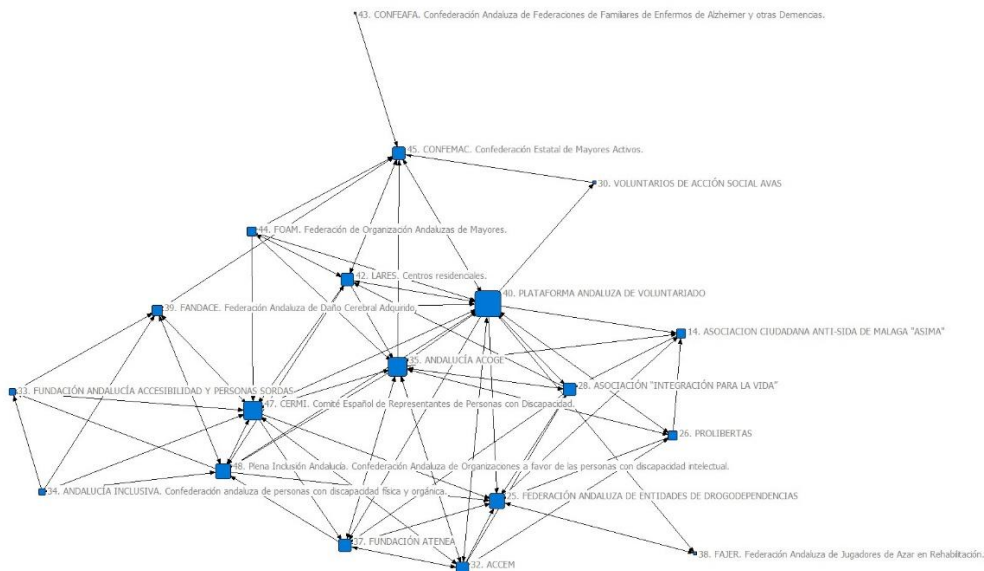 43. CONFEAFA. Confederación Andaluza de Federaciones de Familiares de Enfermos de Alzheimer y otras Demencias.
45. CONFEMAC. Confederación Estatal de Mayores Activos.
30. VOLUNTARIOS DE ACCIÓN SOCIAL AVAS
44. FOAM. Federación de Organización Andaluzas de Mayores.
42. LARES. Centros residenciales.
40. PLATAFORMA ANDALUZA DE VOLUNTARIADO
39. FANDACE. Federación Andaluza de Daño Cerebral Adquirido.
14. ASOCIACION CIUDADANA ANTI-SIDA DE MALAGA "ASIMA"
35. ANDALUCÍA ACOGE
28. ASOCIACIÓN "INTEGRACIÓN PARA LA VIDA"
33. FUNDACIÓN ANDALUCÍA ACCESIBILIDAD Y PERSONAS SORDAS
47. CERMI. Comité Español de Representantes de Personas con Discapacidad.
26. PROLIBERTAS
48. Plena Inclusión Andalucía. Confederación Andaluza de Organizaciones a favor de las personas con discapacidad intelectual.
34. ANDALUCÍA INCLUSIVA. Confederación andaluza de personas con discapacidad física y orgánica.
25. FEDERACIÓN ANDALUZA DE ENTIDADES DE DROGODEPENDENCIAS
37. FUNDACIÓN ATENEA
38. FAJER. Federación Andaluza de Jugadores de Azar en Rehabilitación.
32. ACCEM